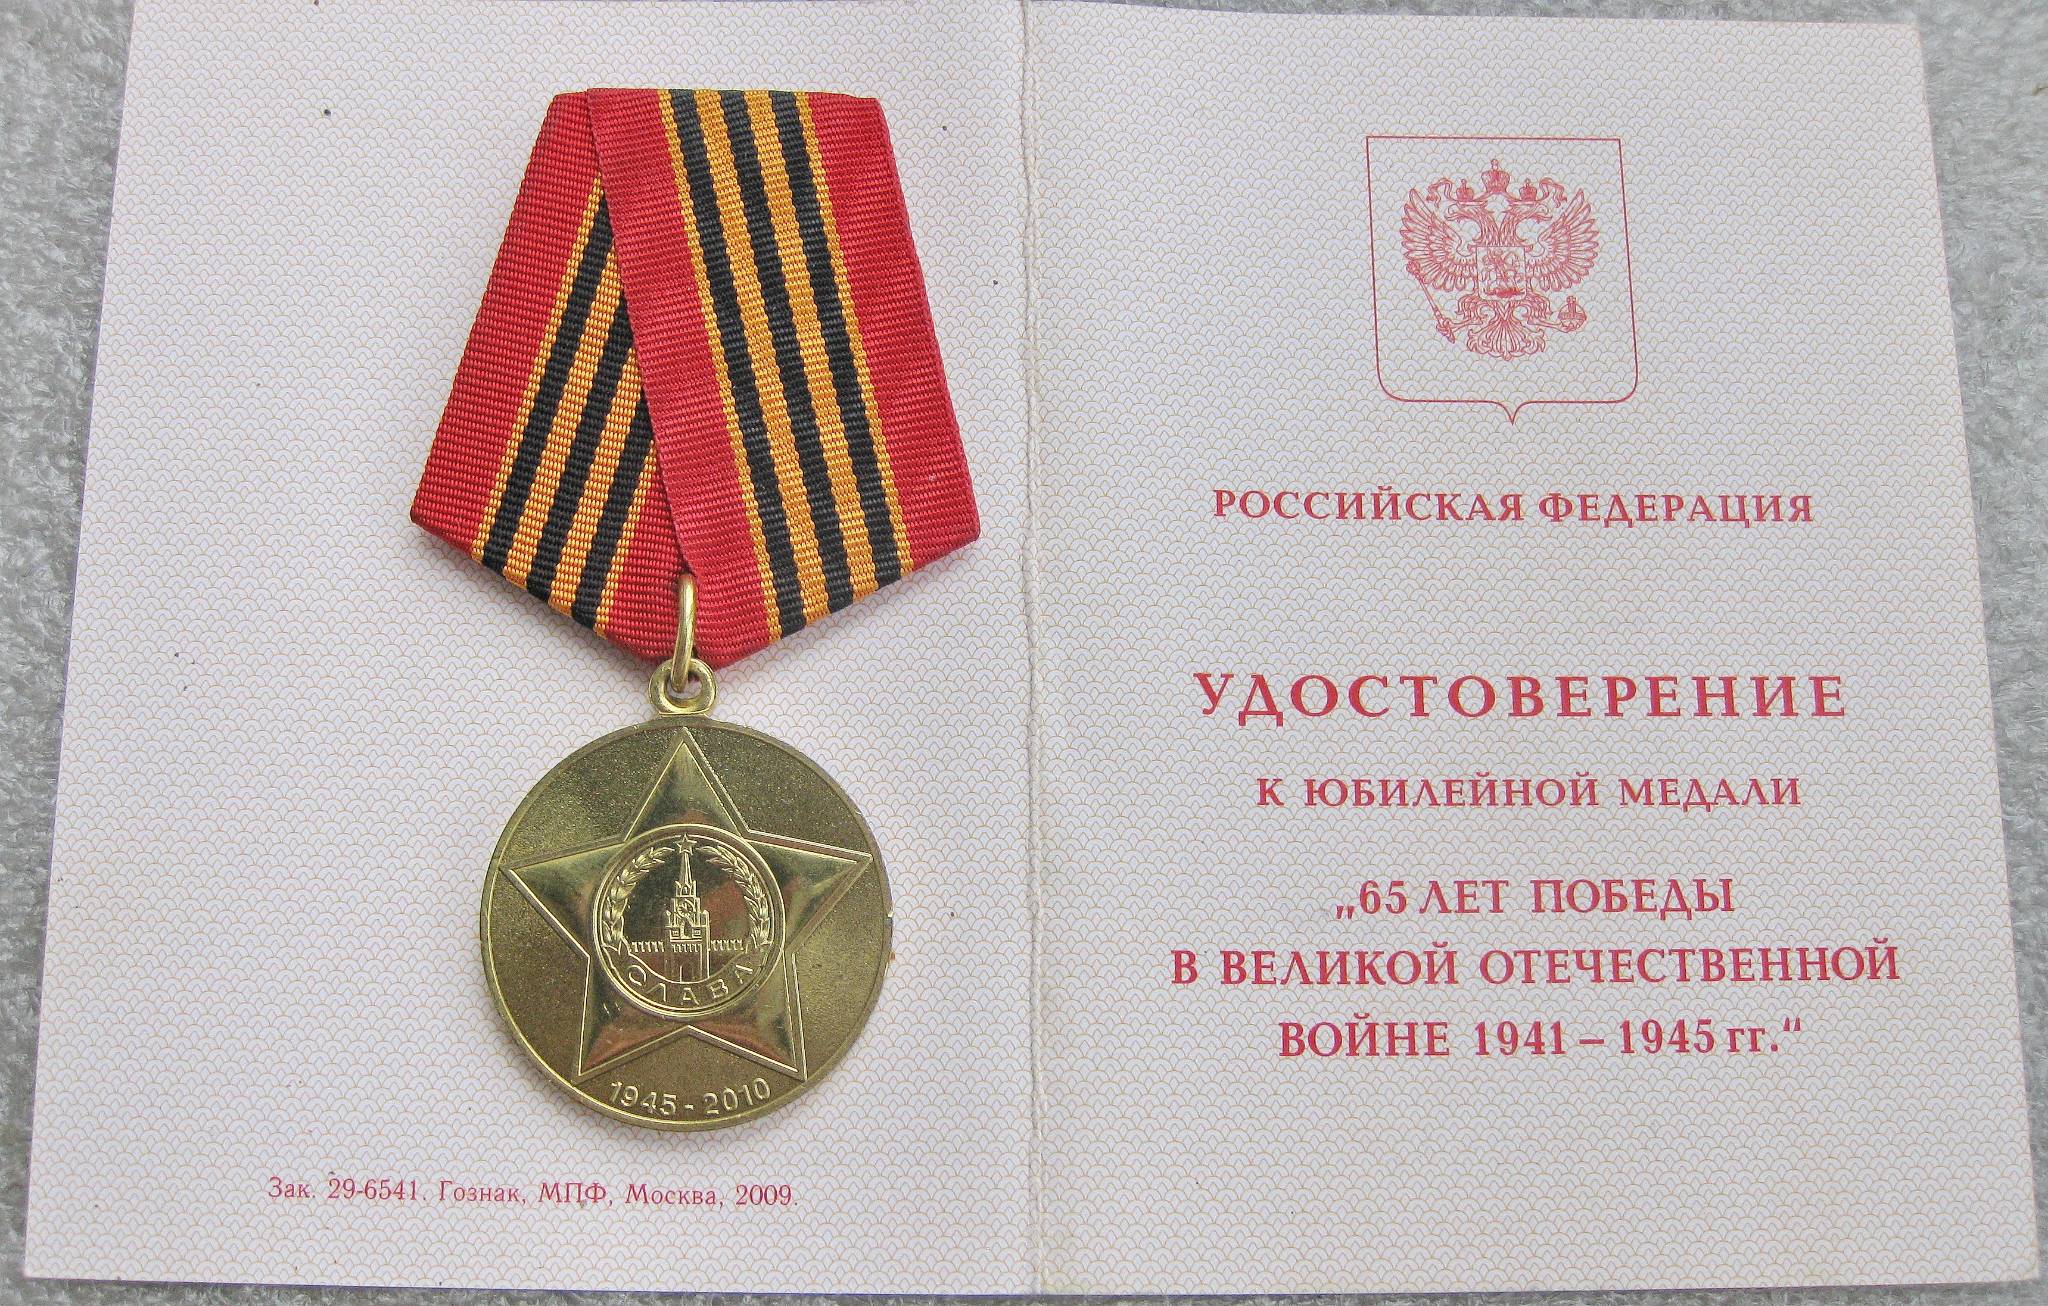 СЛАВА
1945-2010
Зак. 29-6541. Гознак, МПФ, Москва, 2009.
РОССИЙСКАЯ ФЕДЕРАЦИЯ
УДОСТОВЕРЕНИЕ
К ЮБИЛЕЙНОЙ МЕДАЛИ
„65 ЛЕТ ПОБЕДЫ
В ВЕЛИКОЙ ОТЕЧЕСТВЕННОЙ
ВОЙНЕ 1941 – 1945 гг.“